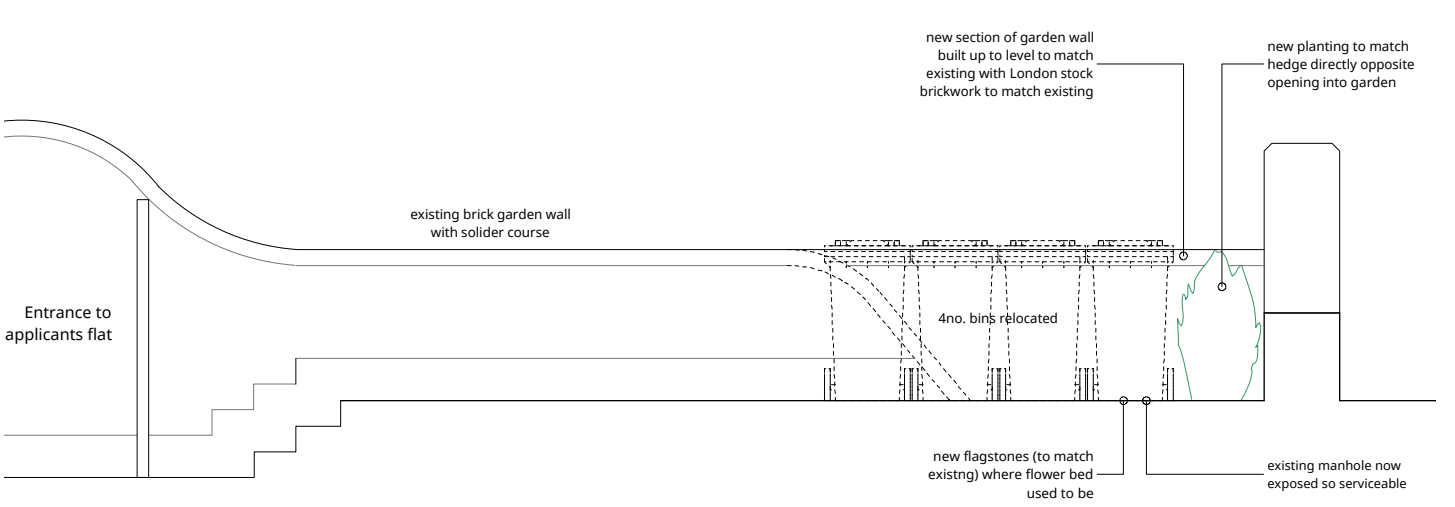 new section of garden wall
built up to level to match
existing with London stock
brickwork to match existing
new planting to match
hedge directly opposite
opening into garden
existing brick garden wall
with solider course
Entrance to
applicants flat
4no. bins relocated
new flagstones (to match
existng) where flower bed
used to be
existing manhole now
exposed so serviceable